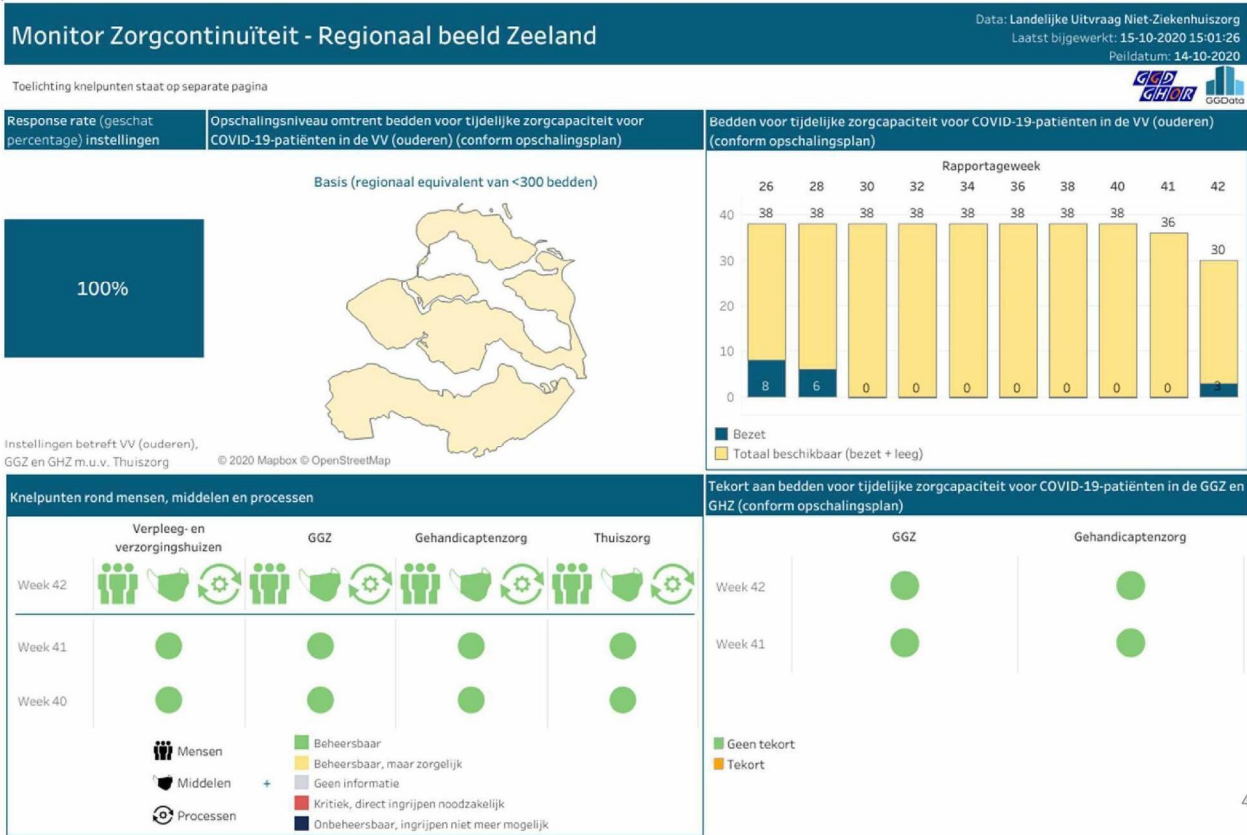 Monitor Zorgcontinuïteit - Regionaal beeld Zeeland
Data: Landelijke Uitvraag Niet-Ziekenhuiszorg
Laatst bijgewerkt: 15-10-2020 15:01:26
Peildatum: 14-10-2020
Toelichting knelpunten staat op separate pagina
GGD
GHOR
GGData
Response rate (geschat
percentage) instellingen
100%
Instellingen betreft VV (ouderen),
GGZ en GHZ m.u.v. Thuiszorg
Opschalingsniveau omtrent bedden voor tijdelijke zorgcapaciteit voor
COVID-19-patiënten in de VV (ouderen) (conform opschalingsplan)
Basis (regionaal equivalent van <300 bedden)
© 2020 Mapbox © OpenStreetMap
Bedden voor tijdelijke zorgcapaciteit voor COVID-19-patiënten in de VV (ouderen)
(conform opschalingsplan)
Rapportageweek
26 28 30 32 34 36 38 40 41 42
38 38 38 38 38 38 38 38 36 30
40
30
20
10
0
8 6 0 0 0 0 0 0 0 3
Bezet
Totaal beschikbaar (bezet + leeg)
Knelpunten rond mensen, middelen en processen
Verpleeg- en
verzorgingshuizen
GGZ
Gehandicaptenzorg
Thuiszorg
Week 42
Week 41
Week 40
Mensen
Middelen
Processen
+
Beheersbaar
Beheersbaar, maar zorgelijk
Geen informatie
Kritiek, direct ingrijpen noodzakelijk
Onbeheersbaar, ingrijpen niet meer mogelijk
Tekort aan bedden voor tijdelijke zorgcapaciteit voor COVID-19-patiënten in de GGZ en
GHZ (conform opschalingsplan)
GGZ
Gehandicaptenzorg
Week 42
Week 41
Geen tekort
Tekort
4